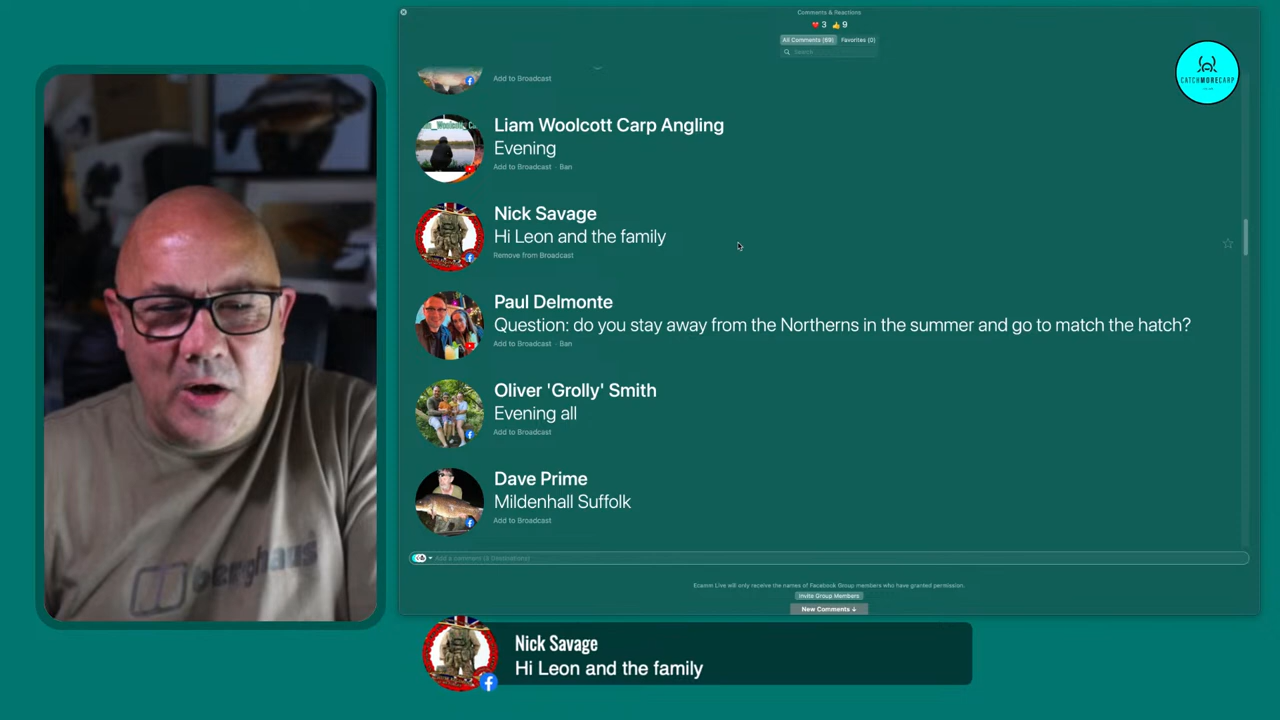 Comments & Reactions
3 9
All Comments (69) Favorites (0)
Search
CATCHMORECARP
Add to Broadcast
Liam Woolcott Carp Angling
Evening
Add to Broadcast · Ban
Nick Savage
Hi Leon and the family
Remove from Broadcast
Paul Delmonte
Question: do you stay away from the Northerns in the summer and go to match the hatch?
Add to Broadcast · Ban
Oliver 'Grolly' Smith
Evening all
Add to Broadcast
Dave Prime
Mildenhall Suffolk
Add to Broadcast
Add a comment (3 destinations)
Ecamm Live will only receive the names of Facebook Group members who have granted permission.
Invite Group Members
New Comments ↓
berghaus
Nick Savage
Hi Leon and the family